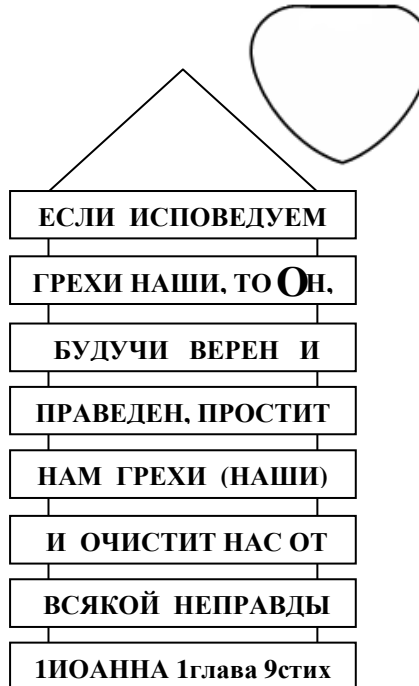 ЕСЛИ ИСПОВЕДУЕМ
ГРЕХИ НАШИ, ТО ОН,
БУДУЧИ ВЕРЕН И
ПРАВЕДЕН, ПРОСТИТ
НАМ ГРЕХИ (НАШИ)
И ОЧИСТИТ НАС ОТ
ВСЯКОЙ НЕПРАВДЫ
1ИОАННА 1глава 9стих